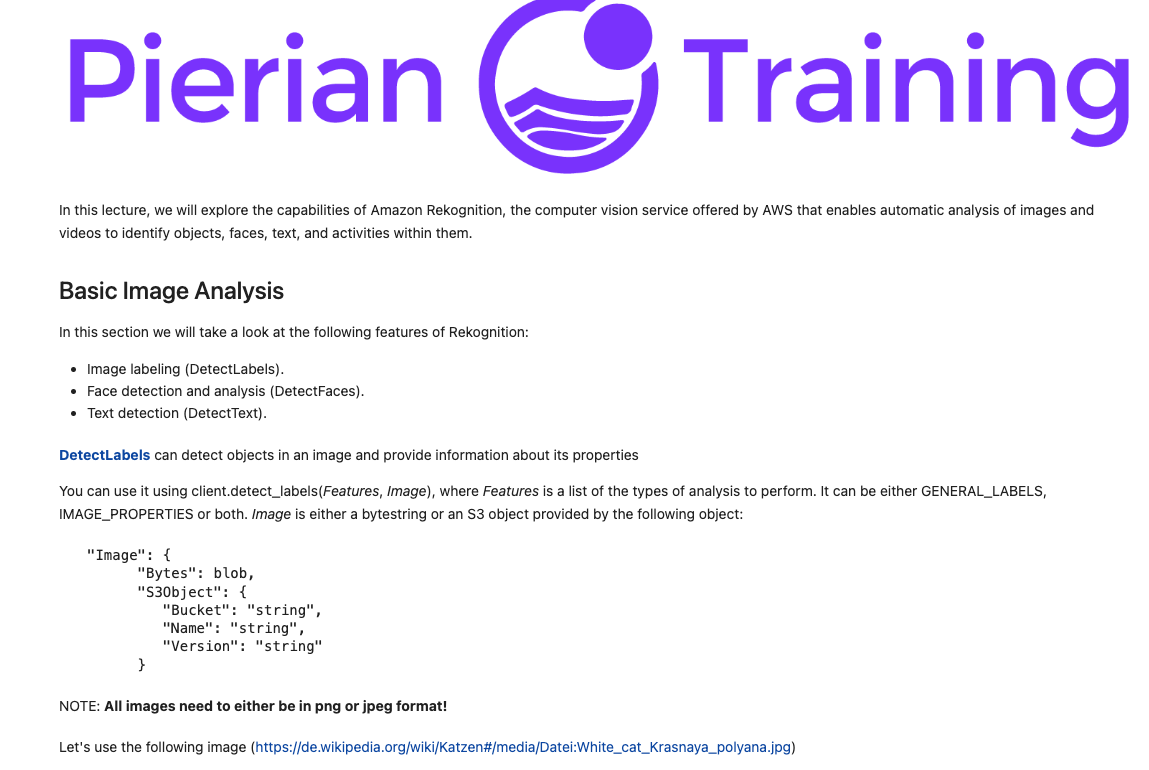 Pierian Training
In this lecture, we will explore the capabilities of Amazon Rekognition, the computer vision service offered by AWS that enables automatic analysis of images and
videos to identify objects, faces, text, and activities within them.
Basic Image Analysis
In this section we will take a look at the following features of Rekognition:
• Image labeling (DetectLabels).
• Face detection and analysis (DetectFaces).
• Text detection (DetectText).
DetectLabels can detect objects in an image and provide information about its properties
You can use it using client.detect_labels(Features, Image), where Features is a list of the types of analysis to perform. It can be either GENERAL_LABELS,
IMAGE_PROPERTIES or both. Image is either a bytestring or an S3 object provided by the following object:
"Image": {
"Bytes": blob,
"S3Object": {
"Bucket": "string",
"Name": "string",
"Version": "string"
}
NOTE: All images need to either be in png or jpeg format!
Let's use the following image (https://de.wikipedia.org/wiki/Katzen#/media/Datei:White_cat_Krasnaya_polyana.jpg)